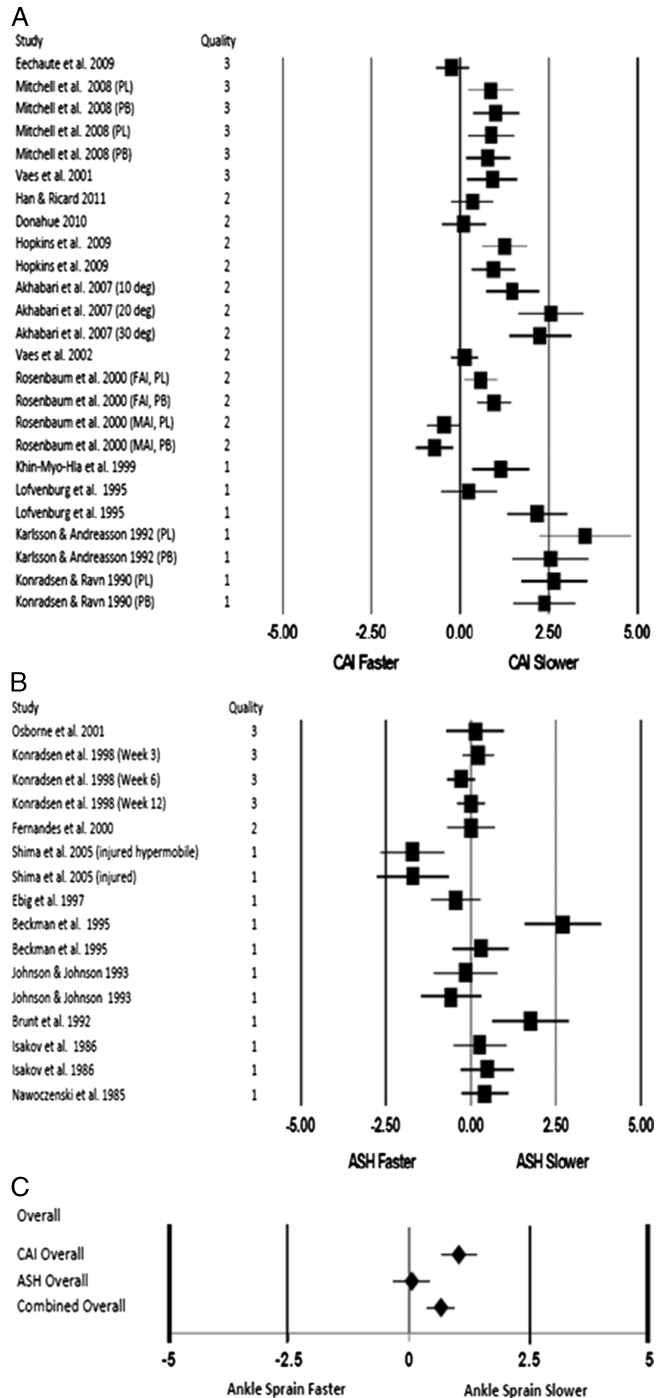 A
Study Quality
Eechaute et al. 2009 3
Mitchell et al. 2008 (PL) 3
Mitchell et al. 2008 (PB) 3
Mitchell et al. 2008 (PL) 3
Mitchell et al. 2008 (PB) 3
Vaes et al. 2001 3
Han & Ricard 2011 2
Donahue 2010 2
Hopkins et al. 2009 2
Hopkins et al. 2009 2
Akhabari et al. 2007 (10 deg) 2
Akhabari et al. 2007 (20 deg) 2
Akhabari et al. 2007 (30 deg) 2
Vaes et al. 2002 2
Rosenbaum et al. 2000 (FAI, PL) 2
Rosenbaum et al. 2000 (FAI, PB) 2
Rosenbaum et al. 2000 (MAI, PL) 2
Rosenbaum et al. 2000 (MAI, PB) 2
Khin-Myo-Hla et al. 1999 1
Lofvenburg et al. 1995 1
Lofvenburg et al. 1995 1
Karlsson & Andreasson 1992 (PL) 1
Karlsson & Andreasson 1992 (PB) 1
Konradsen & Ravn 1990 (PL) 1
Konradsen & Ravn 1990 (PB) 1
-5.00 -2.50 0.00 2.50 5.00
CAI Faster CAI Slower
B
Study Quality
Osborne et al. 2001 3
Konradsen et al. 1998 (Week 3) 3
Konradsen et al. 1998 (Week 6) 3
Konradsen et al. 1998 (Week 12) 3
Fernandes et al. 2000 2
Shima et al. 2005 (injured hypermobile) 1
Shima et al. 2005 (injured) 1
Ebig et al. 1997 1
Beckman et al. 1995 1
Beckman et al. 1995 1
Johnson & Johnson 1993 1
Johnson & Johnson 1993 1
Brunt et al. 1992 1
Isakov et al. 1986 1
Isakov et al. 1986 1
Nawoczenski et al. 1985 1
-5.00 -2.50 0.00 2.50 5.00
ASH Faster ASH Slower
C
Overall
CAI Overall
ASH Overall
Combined Overall
-5 -2.5 0 2.5 5
Ankle Sprain Faster Ankle Sprain Slower